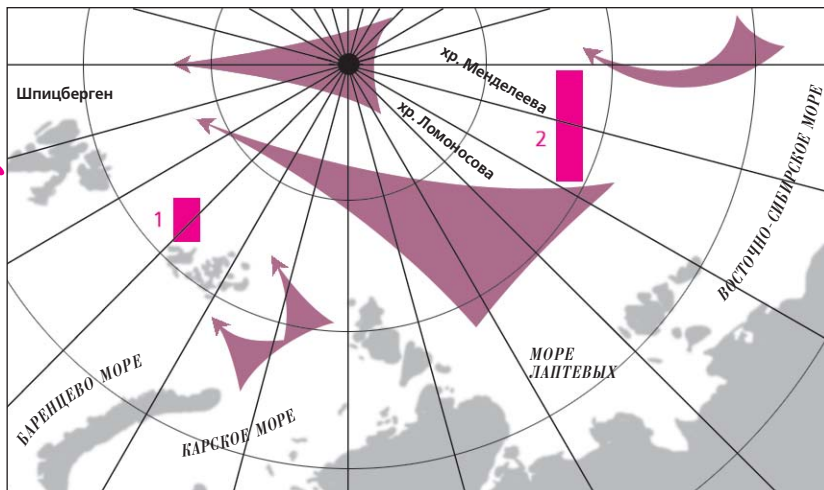 Шпицберген
хр. Менделеева
хр. Ломоносова
2
1
ВОСТОЧНО-СИБИРСКОЕ МОРЕ
МОРЕ
ЛАПТЕВЫХ
БАРЕНЦЕВО МОРЕ
КАРСКОЕ МОРЕ